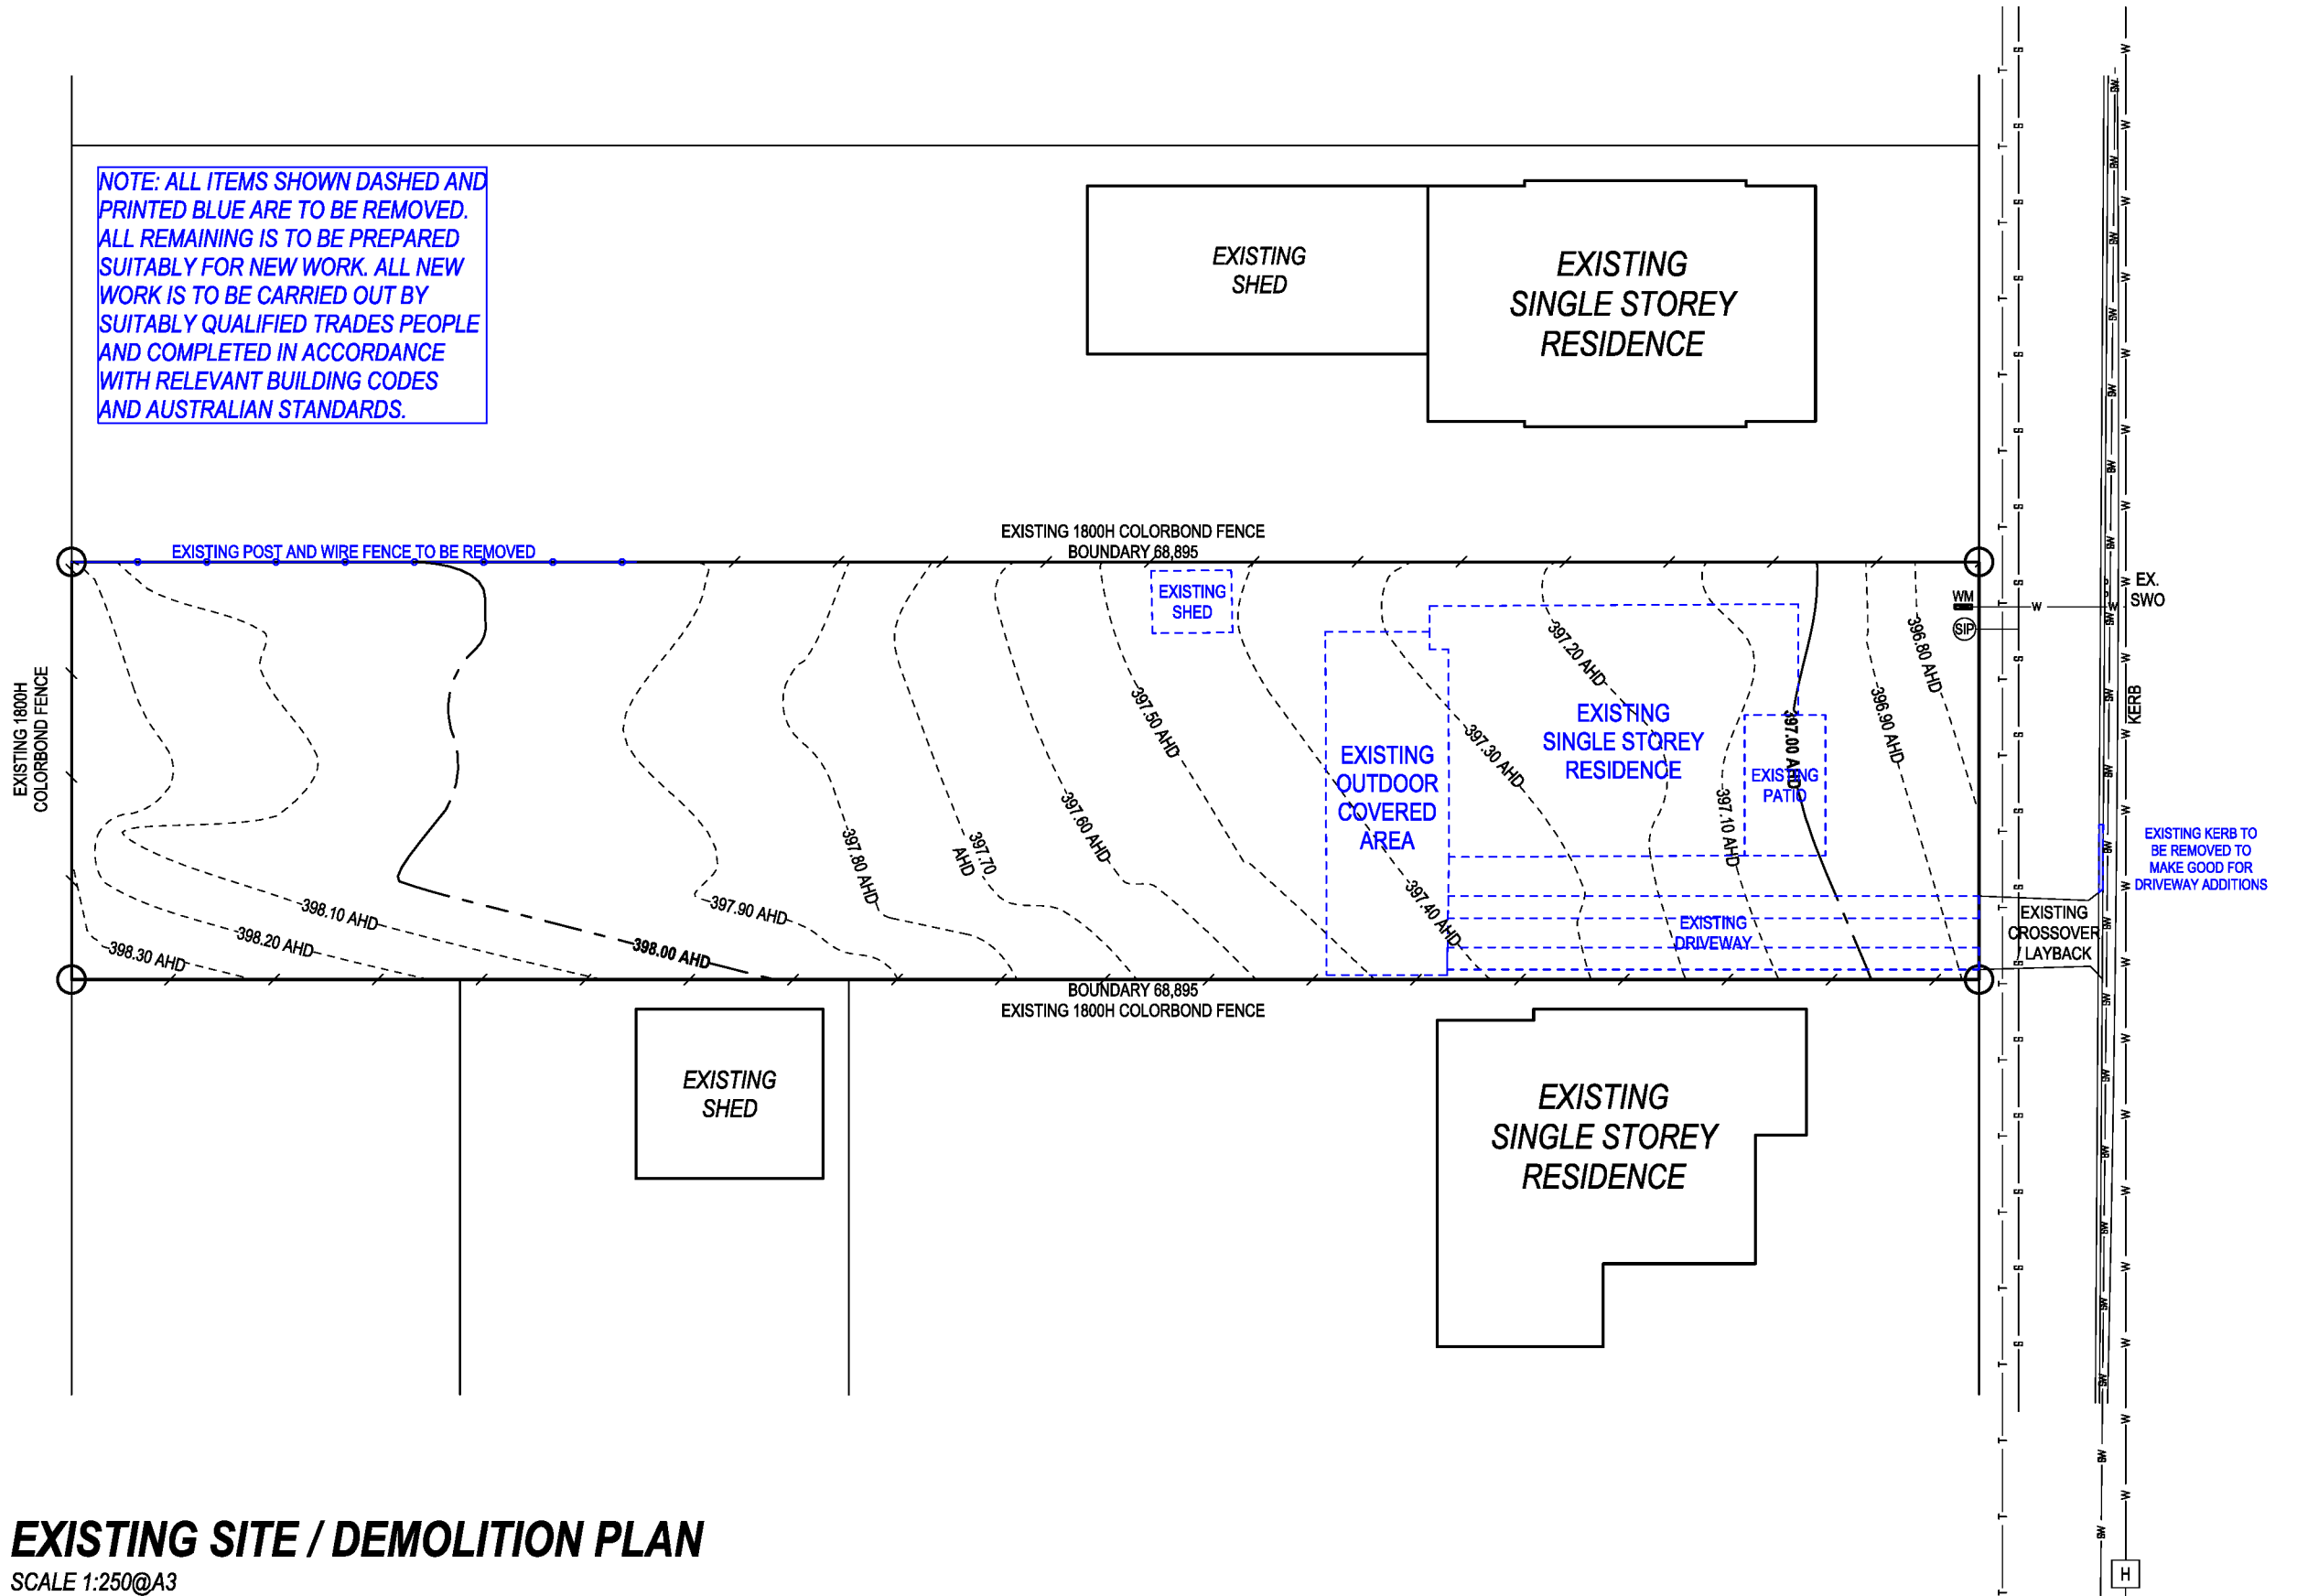 NOTE: ALL ITEMS SHOWN DASHED AND
PRINTED BLUE ARE TO BE REMOVED.
ALL REMAINING IS TO BE PREPARED
SUITABLY FOR NEW WORK. ALL NEW
WORK IS TO BE CARRIED OUT BY
SUITABLY QUALIFIED TRADES PEOPLE
AND COMPLETED IN ACCORDANCE
WITH RELEVANT BUILDING CODES
AND AUSTRALIAN STANDARDS.
EXISTING
SHED
EXISTING
SINGLE STOREY
RESIDENCE
EXISTING 1800H COLORBOND FENCE
BOUNDARY 68,895
EXISTING POST AND WIRE FENCE TO BE REMOVED
EXISTING 1800H
COLORBOND FENCE
EXISTING
SHED
WM
SIP
W
W
EX.
SWO
KERB
398.30 AHD
398.20 AHD
398.10 AHD
398.00 AHD
397.90 AHD
397.80 AHD
397.70
AHD
397.60 AHD
397.50 AHD
397.40 AHD
397.30 AHD
397.20 AHD
397.10 AHD
397.00 AHD
396.90 AHD
396.80 AHD
EXISTING
OUTDOOR
COVERED
AREA
EXISTING
SINGLE STOREY
RESIDENCE
EXISTING
PATIO
EXISTING
DRIVEWAY
EXISTING KERB TO
BE REMOVED TO
MAKE GOOD FOR
DRIVEWAY ADDITIONS
EXISTING
CROSSOVER
/ LAYBACK
BOUNDARY 68,895
EXISTING 1800H COLORBOND FENCE
EXISTING
SHED
EXISTING
SINGLE STOREY
RESIDENCE
T
S
SW
W
H
EXISTING SITE / DEMOLITION PLAN
SCALE 1:250@A3